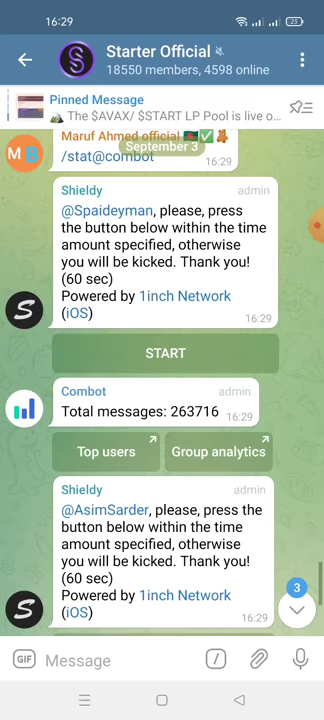 16:29
23
Starter Official
18550 members, 4598 online
Pinned Message
The $AVAX/ $START LP Pool is live o...
Maruf Ahmed official
/stat@combot
16:29
September 3
M B
Shieldy admin
@Spaideyman, please, press
the button below within the time
amount specified, otherwise
you will be kicked. Thank you!
(60 sec)
Powered by 1inch Network
(iOS)
16:29
START
Combot admin
Total messages: 263716 16:29
Top users
Group analytics
Shieldy admin
@AsimSarder, please, press the
button below within the time
amount specified, otherwise
you will be kicked. Thank you!
(60 sec)
Powered by 1inch Network
(iOS)
16:29
3
GIF Message